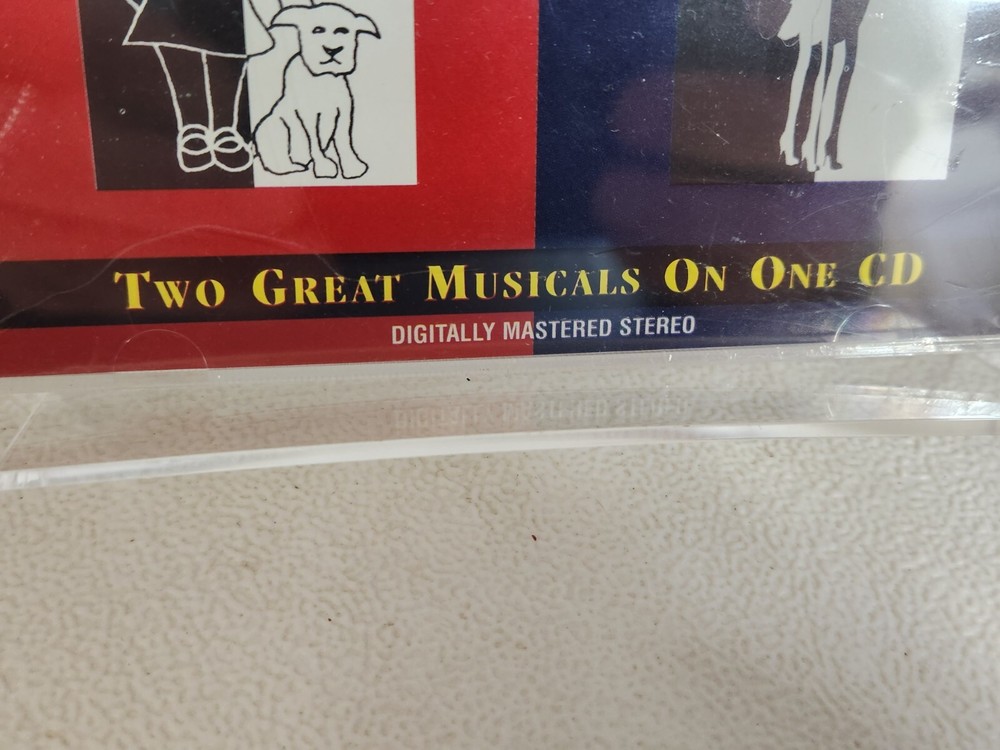 TWO GREAT MUSICALS ON ONE CD
DIGITALLY MASTERED STEREO